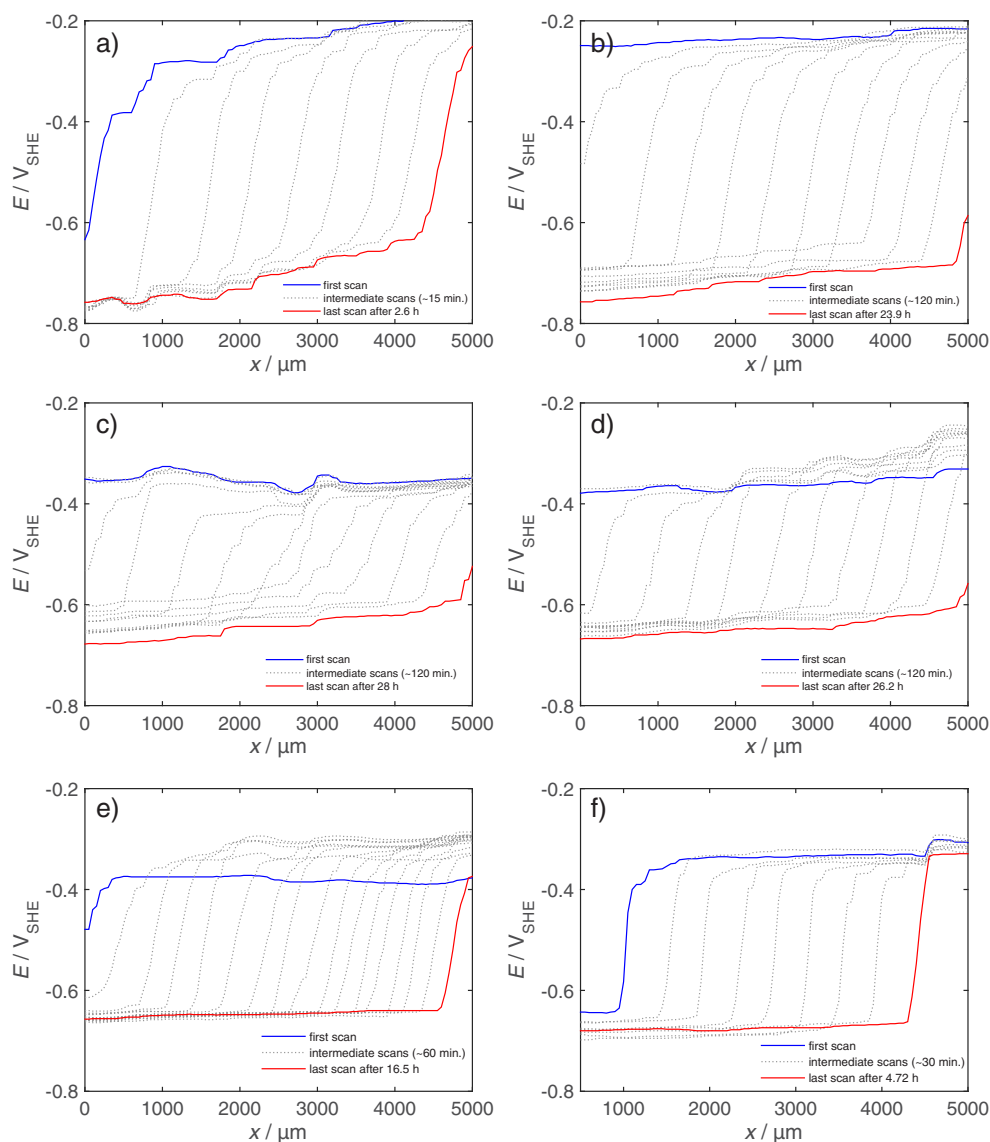 a)
-0.2
-0.4
-0.6
-0.8
E / V_SHE
first scan
intermediate scans (~15 min.)
last scan after 2.6 h
0 1000 2000 3000 4000 5000
x / µm
b)
-0.2
-0.4
-0.6
-0.8
E / V_SHE
first scan
intermediate scans (~120 min.)
last scan after 23.9 h
0 1000 2000 3000 4000 5000
x / µm
c)
-0.2
-0.4
-0.6
-0.8
E / V_SHE
first scan
intermediate scans (~120 min.)
last scan after 28 h
0 1000 2000 3000 4000 5000
x / µm
d)
-0.2
-0.4
-0.6
-0.8
E / V_SHE
first scan
intermediate scans (~120 min.)
last scan after 26.2 h
0 1000 2000 3000 4000 5000
x / µm
e)
-0.2
-0.4
-0.6
-0.8
E / V_SHE
first scan
intermediate scans (~60 min.)
last scan after 16.5 h
0 1000 2000 3000 4000 5000
x / µm
f)
-0.2
-0.4
-0.6
-0.8
E / V_SHE
first scan
intermediate scans (~30 min.)
last scan after 4.72 h
1000 2000 3000 4000 5000
x / µm